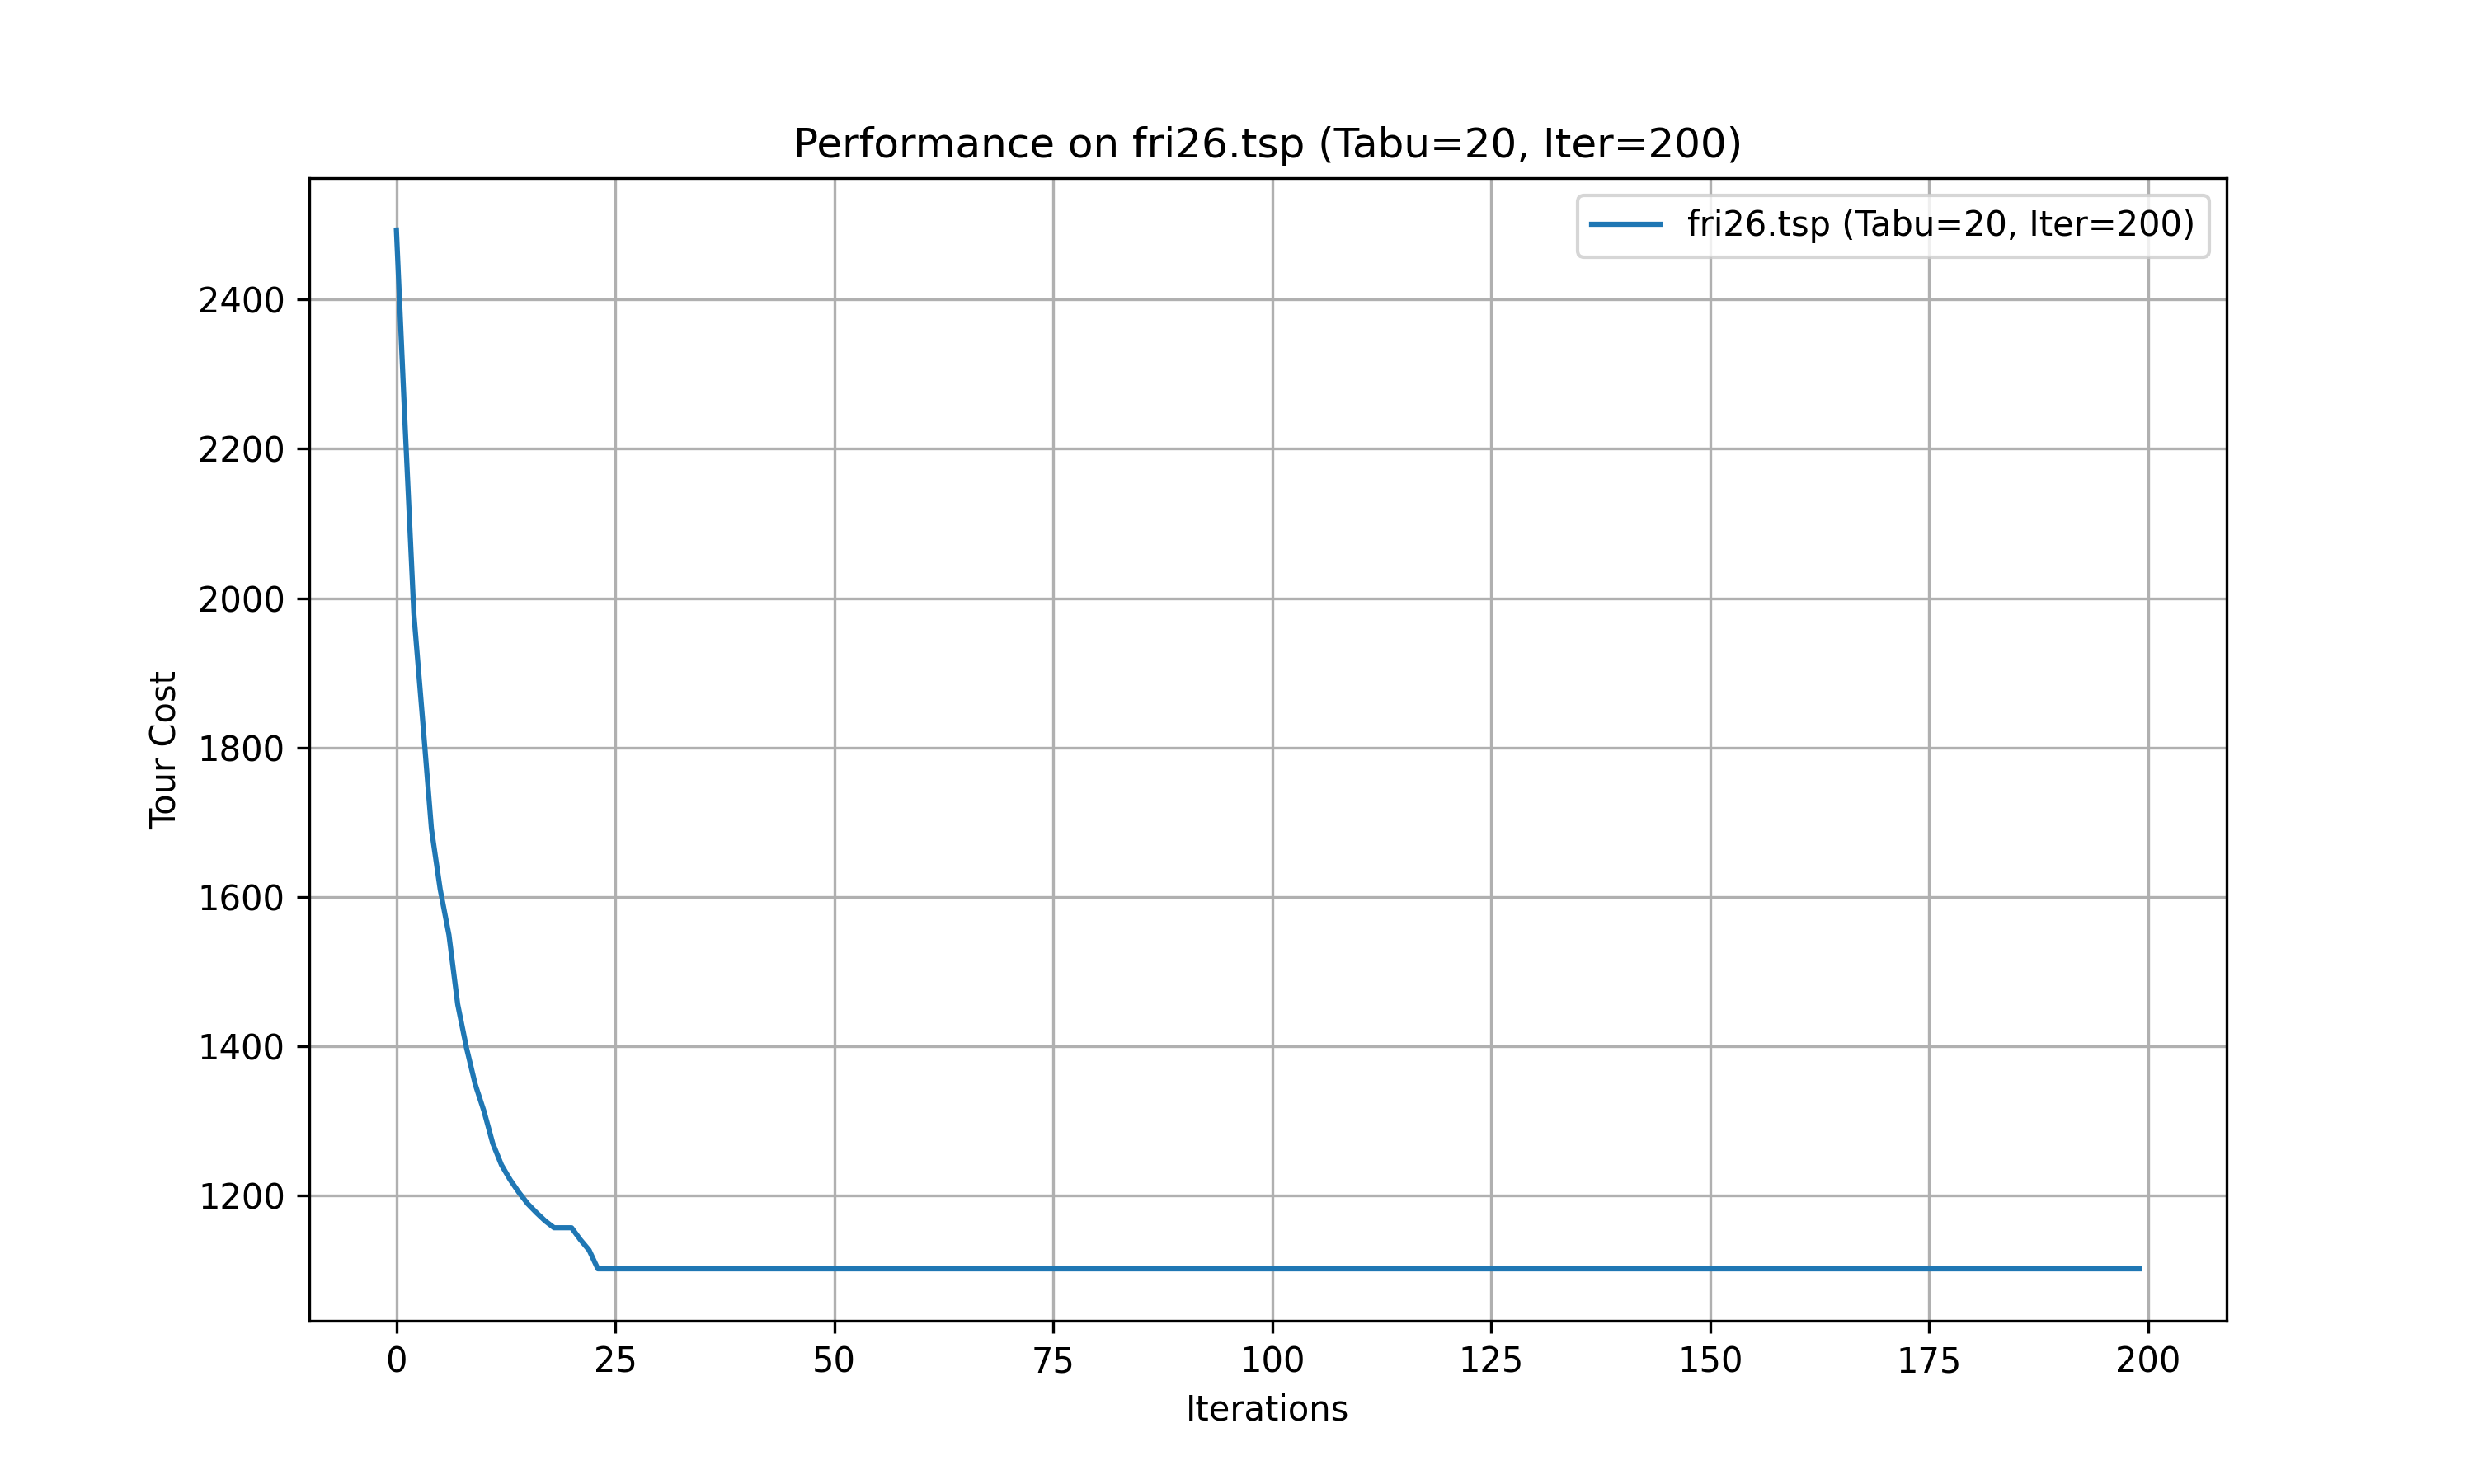 Performance on fri26.tsp (Tabu=20, Iter=200)
fri26.tsp (Tabu=20, Iter=200)
2400
2200
2000
1800
1600
1400
1200
Tour Cost
0 25 50 75 100 125 150 175 200
Iterations